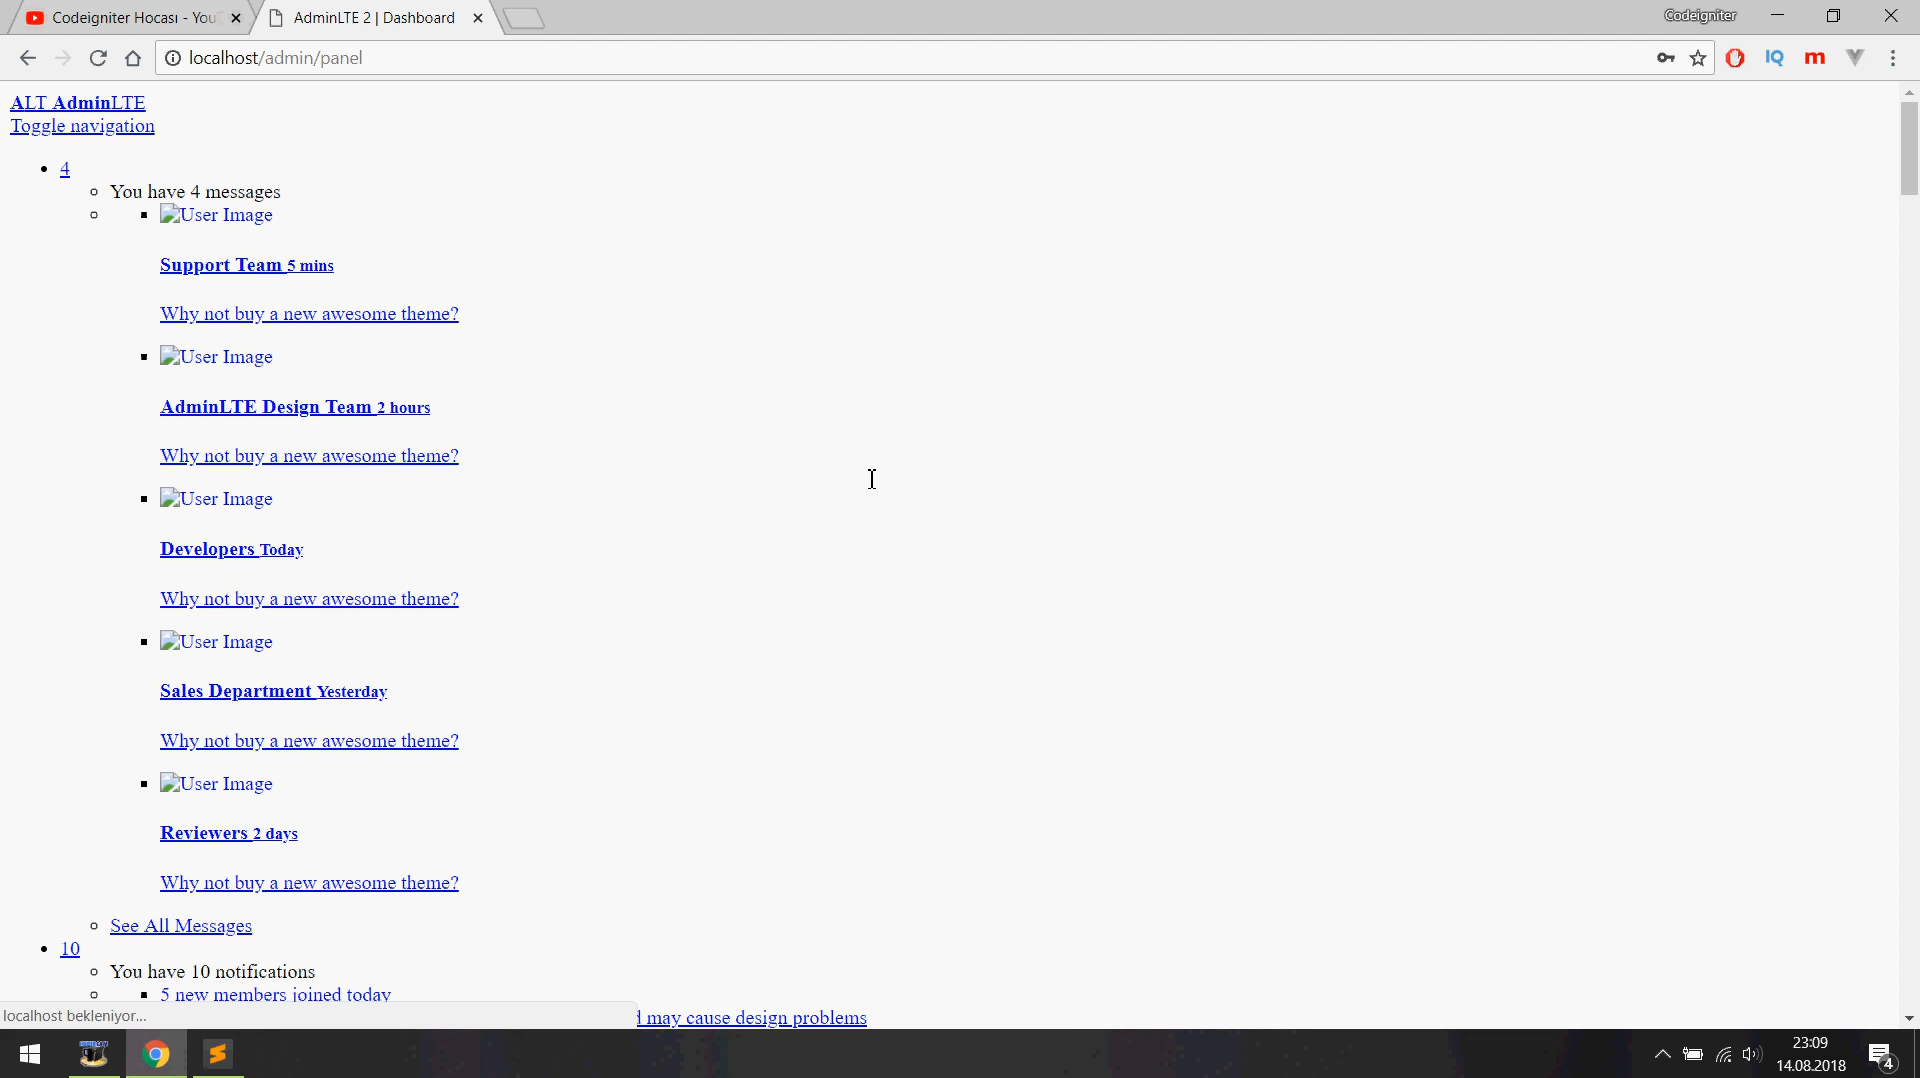 Codeigniter Hocası - You
AdminLTE 2 | Dashboard
Codeigniter
localhost/admin/panel
IQ
m
ALT AdminLTE
Toggle navigation
4
You have 4 messages
User Image
Support Team 5 mins
Why not buy a new awesome theme?
User Image
AdminLTE Design Team 2 hours
Why not buy a new awesome theme?
User Image
Developers Today
Why not buy a new awesome theme?
User Image
Sales Department Yesterday
Why not buy a new awesome theme?
User Image
Reviewers 2 days
Why not buy a new awesome theme?
See All Messages
10
You have 10 notifications
5 new members joined today
localhost bekleniyor...
may cause design problems
23:09
14.08.2018
4